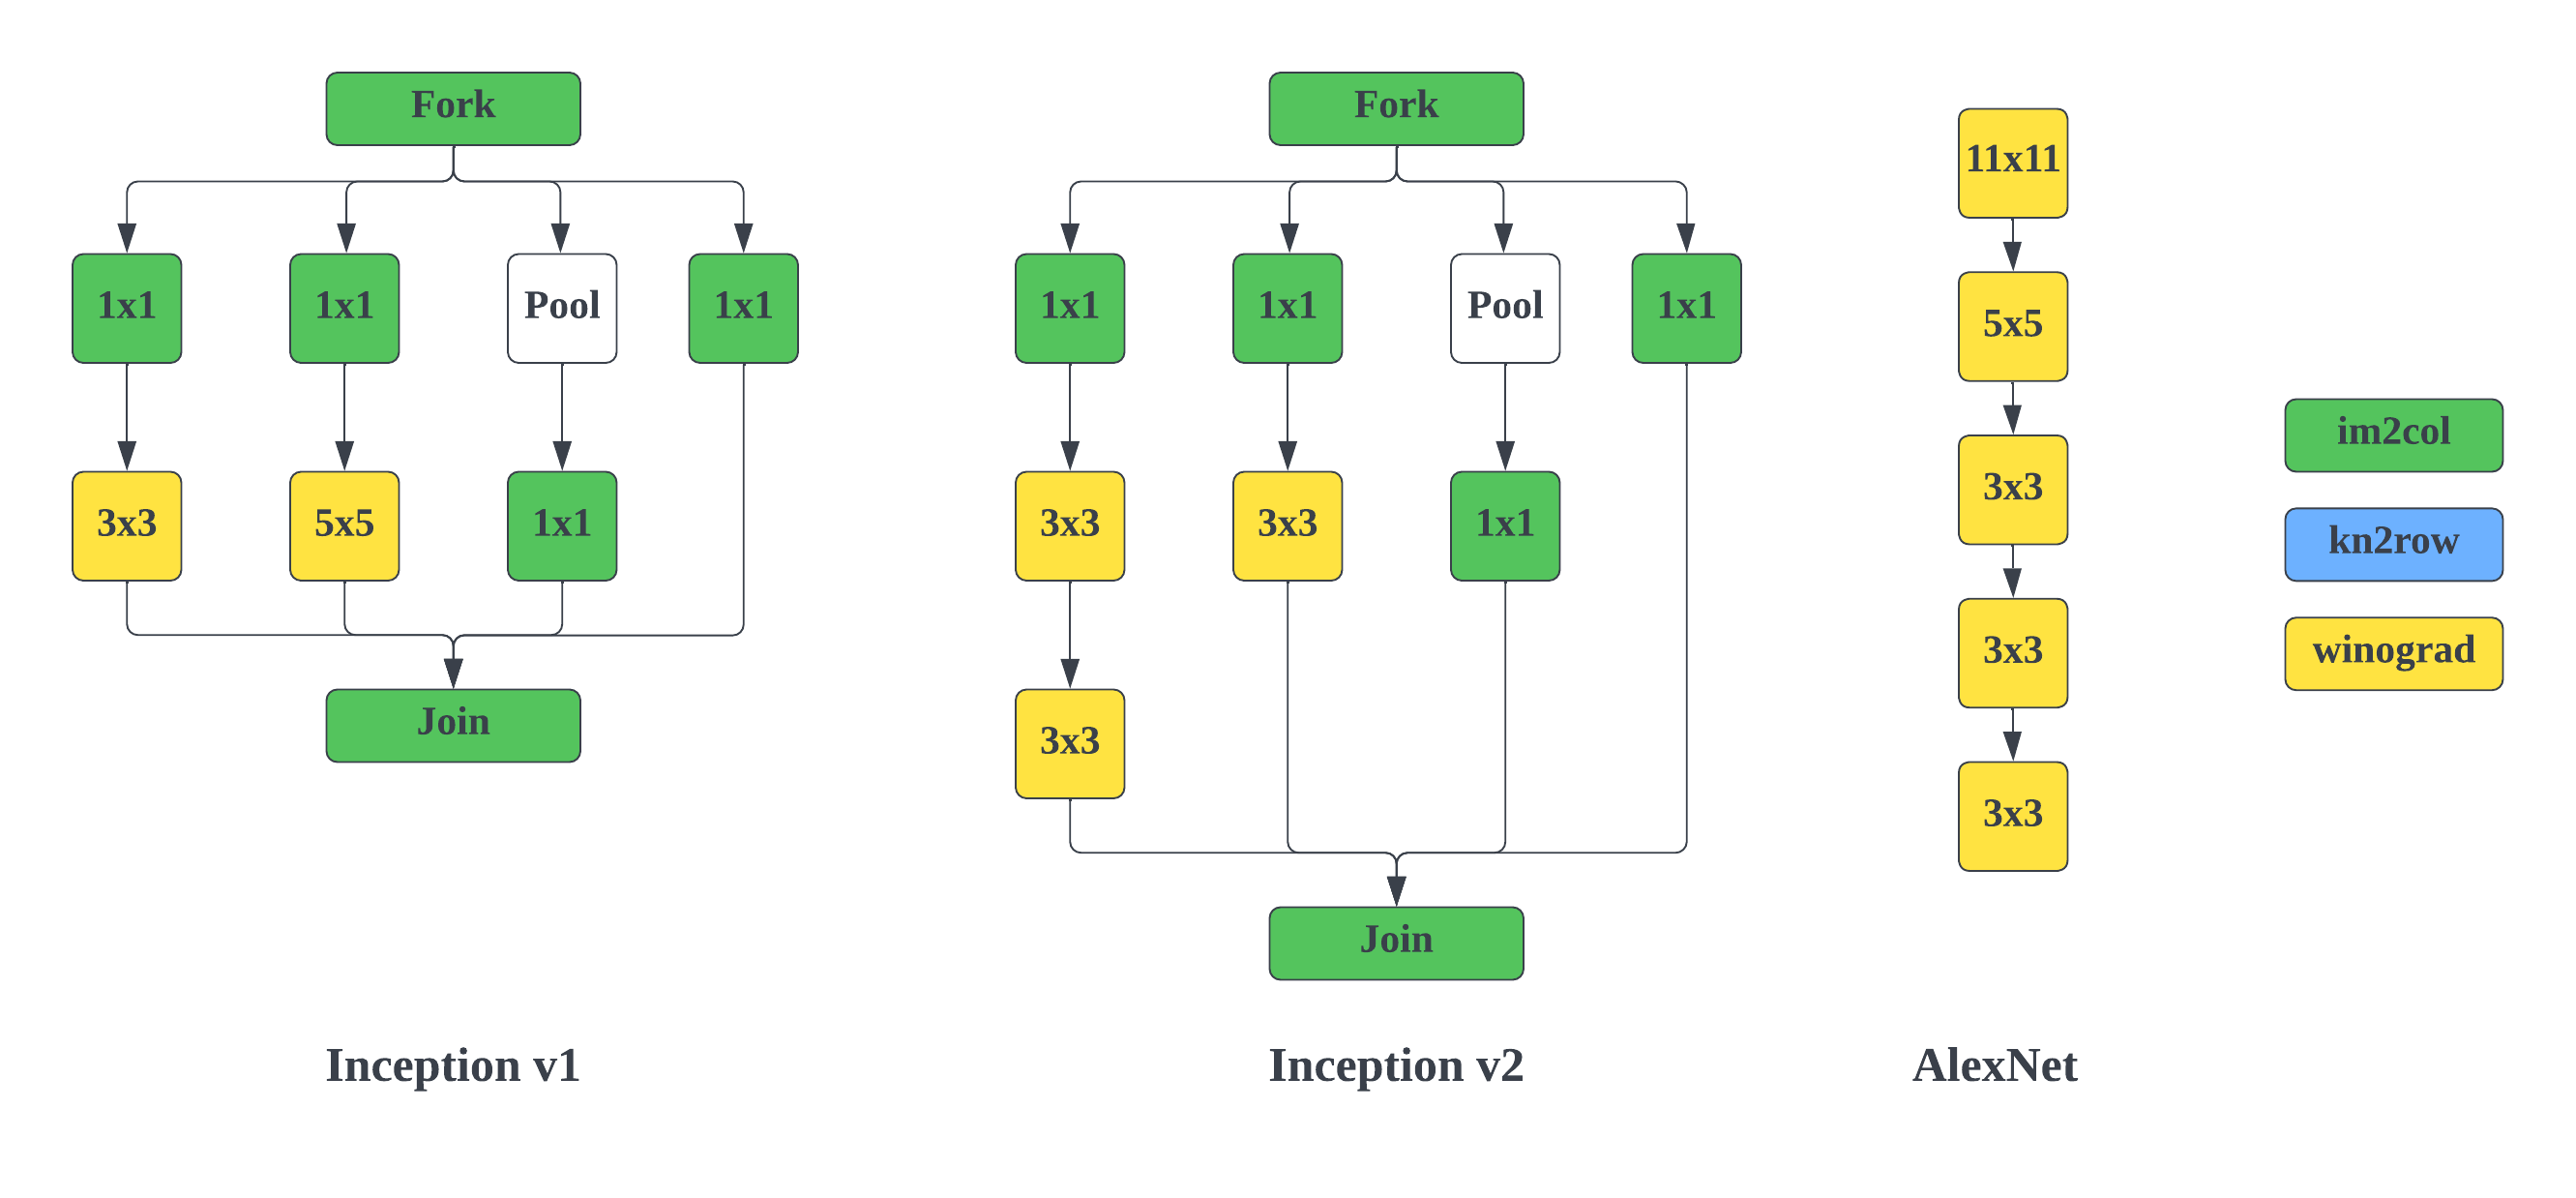 Fork
1x1
1x1
Pool
1x1
3x3
5x5
1x1
Join
Inception v1
Fork
1x1
1x1
Pool
1x1
3x3
3x3
1x1
3x3
Join
Inception v2
11x11
5x5
3x3
3x3
3x3
AlexNet
im2col
kn2row
winograd